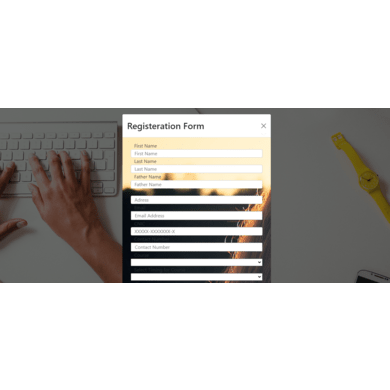 Registeration Form
×
First Name
First Name
Last Name
Last Name
Father Name
Father Name
Adress
Email Address
XXXXX-XXXXXXX-X
Contact Number